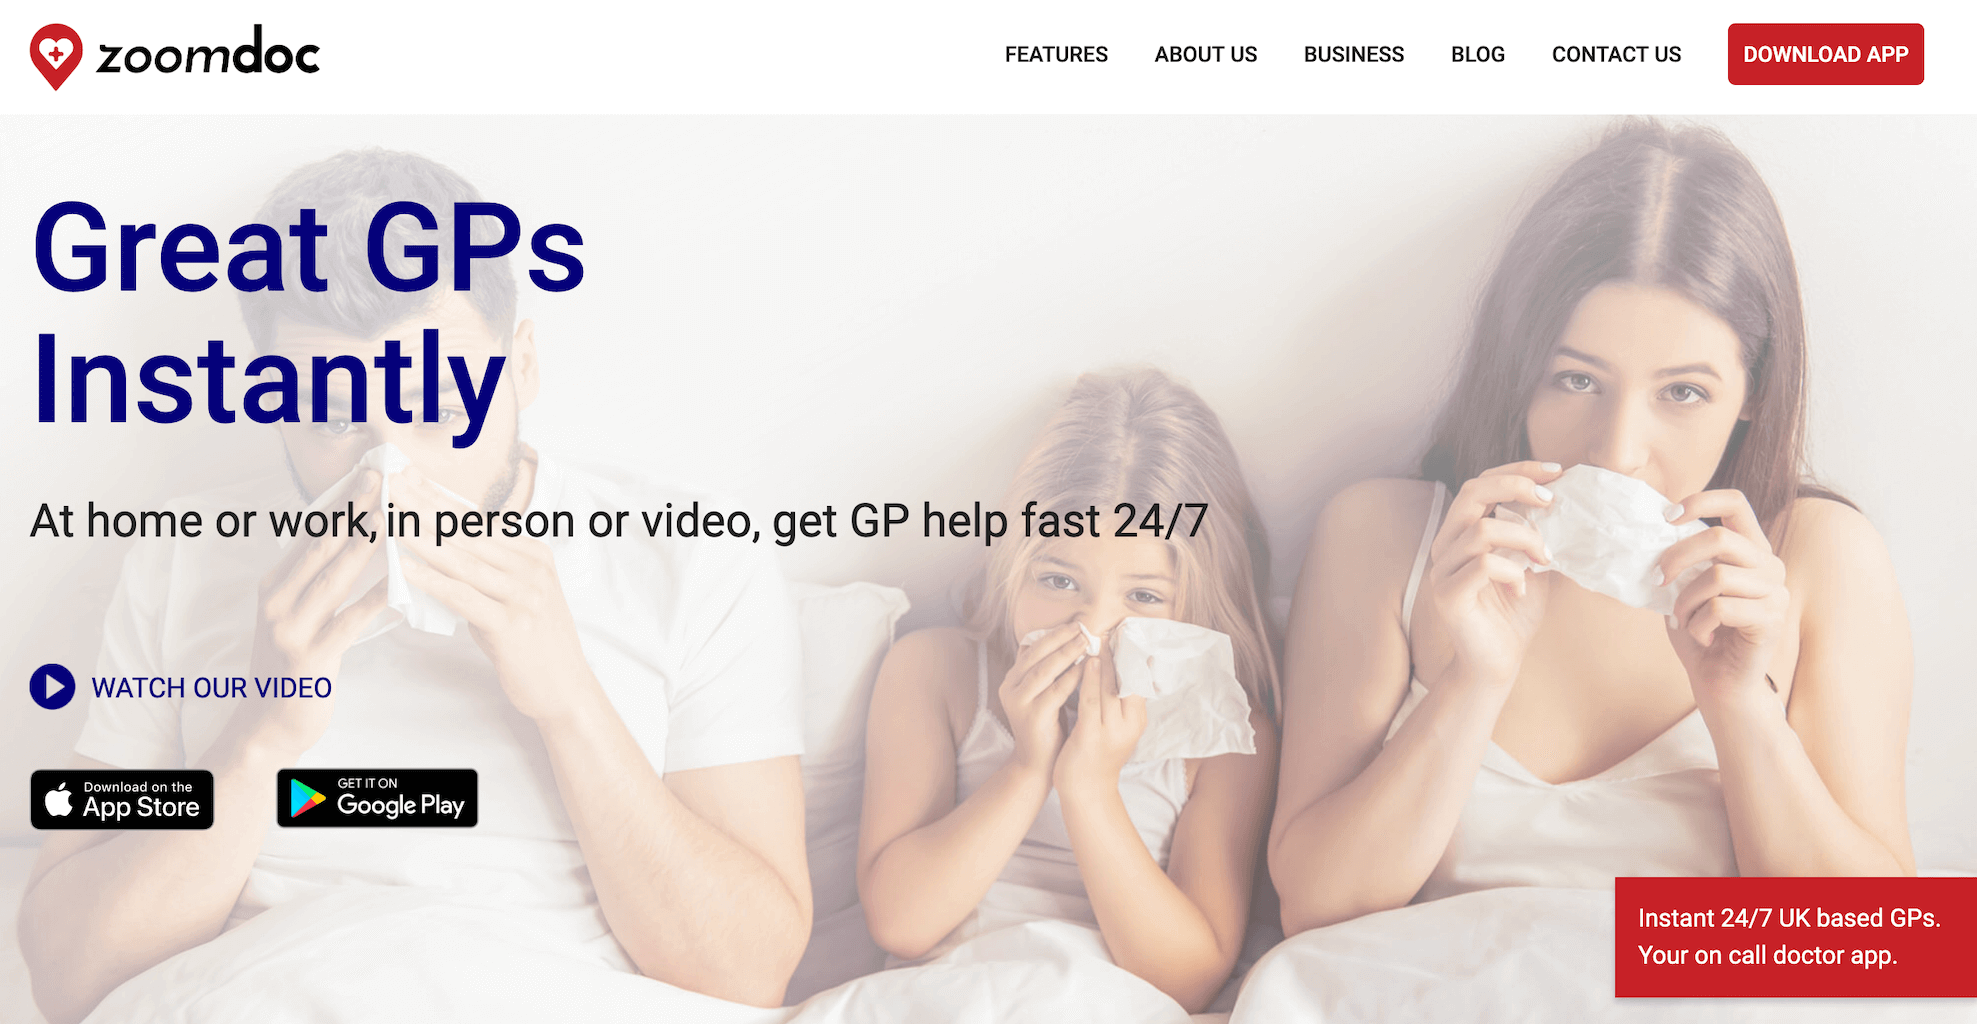 zoomdoc
FEATURES
ABOUT US
BUSINESS
BLOG
CONTACT US
DOWNLOAD APP
Great GPs
Instantly
At home or work, in person or video, get GP help fast 24/7
WATCH OUR VIDEO
Download on the
App Store
GET IT ON
Google Play
Instant 24/7 UK based GPs.
Your on call doctor app.